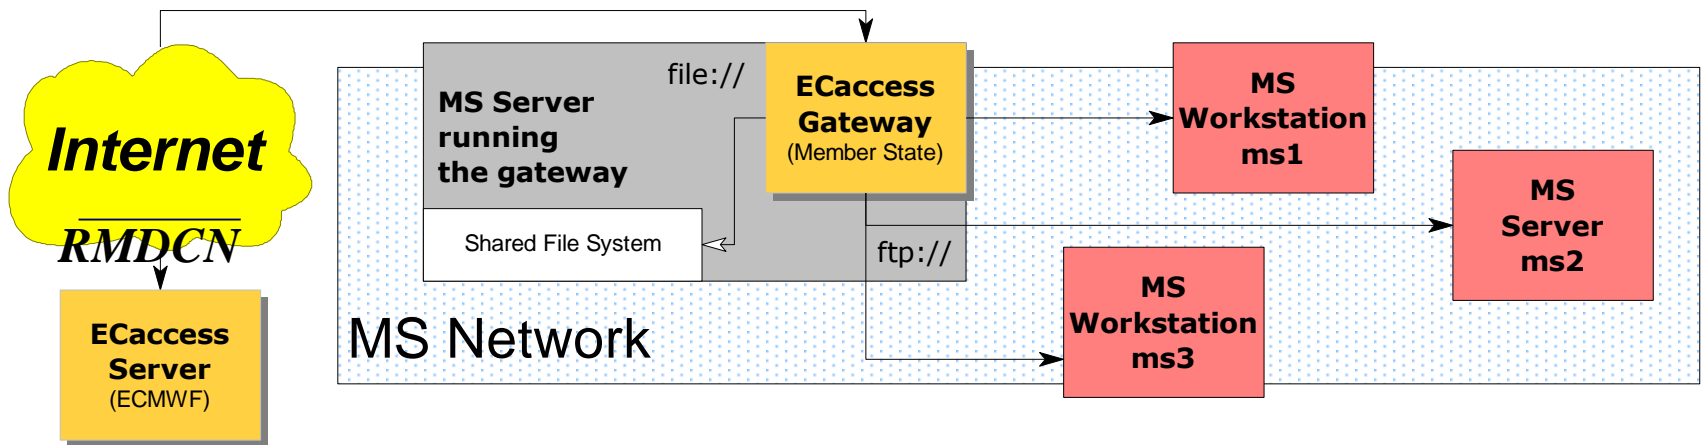 Internet
RMDCN
ECaccess
Server
(ECMWF)
MS Server
running
the gateway
file://
Shared File System
ECaccess
Gateway
(Member State)
ftp://
MS Network
MS
Workstation
ms1
MS
Server
ms2
MS
Workstation
ms3